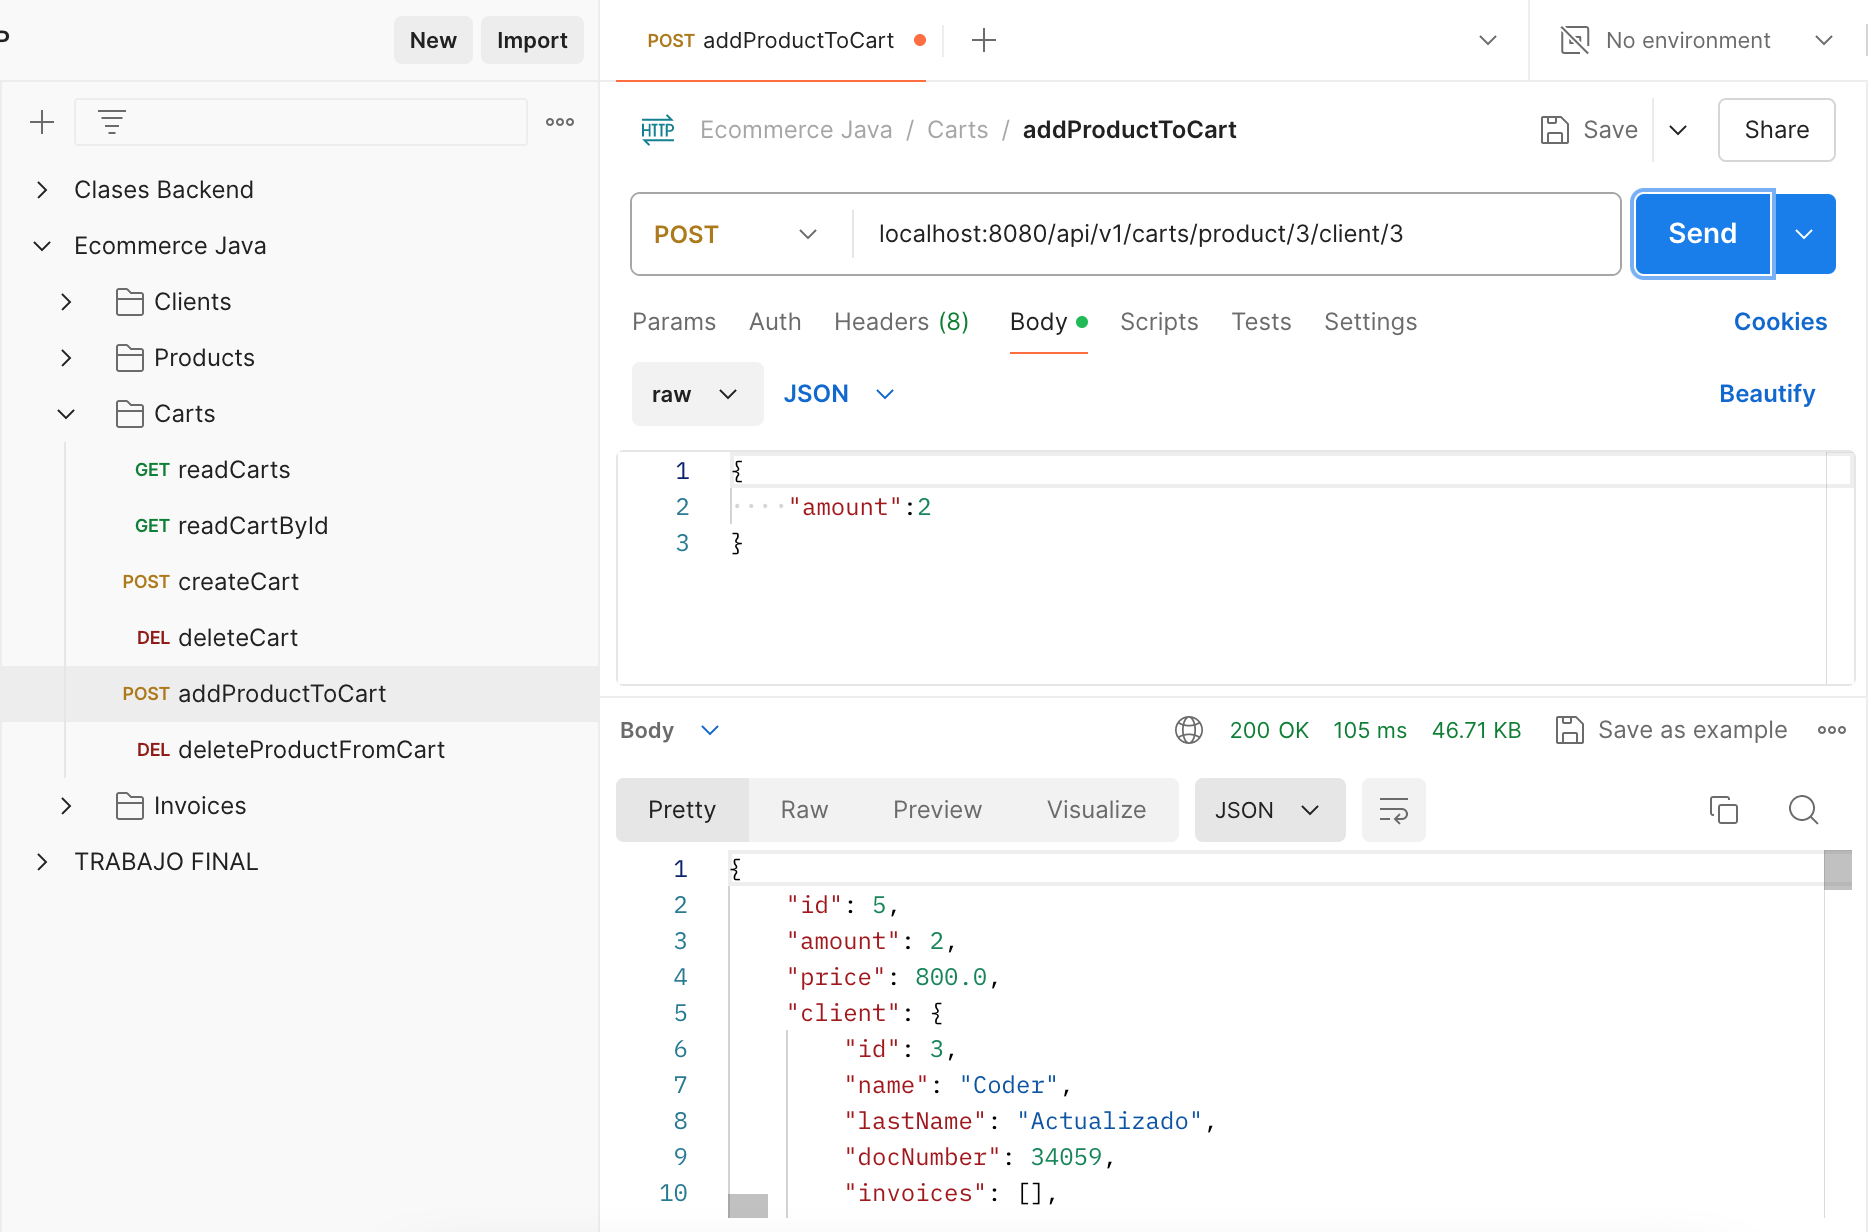 New Import
POST addProductToCart
No environment
HTTP Ecommerce Java / Carts / addProductToCart
Save
Share
Clases Backend
Ecommerce Java
Clients
Products
Carts
GET readCarts
GET readCartById
POST createCart
DEL deleteCart
POST addProductToCart
DEL deleteProductFromCart
Invoices
TRABAJO FINAL
POST localhost:8080/api/v1/carts/product/3/client/3
Send
Params Auth Headers (8) Body Scripts Tests Settings Cookies
raw JSON Beautify
1 {
2 "amount":2
3 }
Body 200 OK 105 ms 46.71 KB Save as example
Pretty Raw Preview Visualize JSON
1 {
2 "id": 5,
3 "amount": 2,
4 "price": 800.0,
5 "client": {
6 "id": 3,
7 "name": "Coder",
8 "lastName": "Actualizado",
9 "docNumber": 34059,
10 "invoices": [],